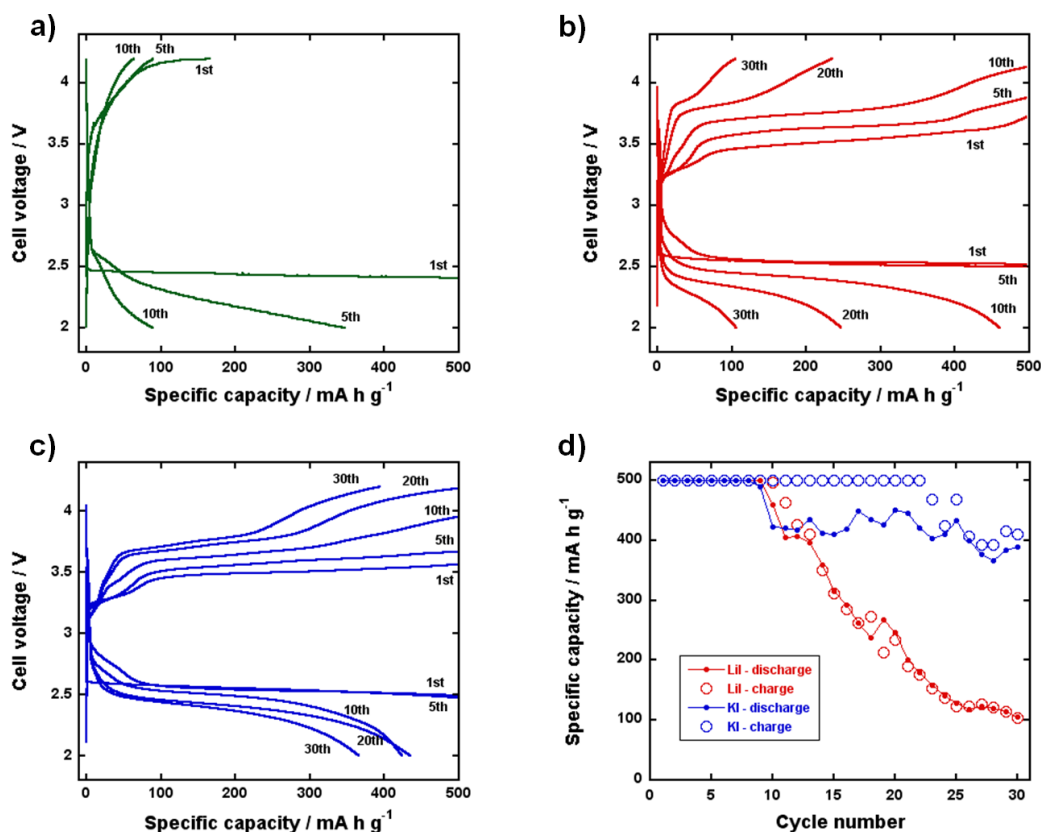 a)
Cell voltage / V
4
3.5
3
2.5
2
10th
5th
1st
1st
5th
10th
0
100
200
300
400
500
Specific capacity / mA h g⁻¹
b)
Cell voltage / V
4
3.5
3
2.5
2
30th
20th
10th
5th
1st
1st
5th
10th
20th
30th
0
100
200
300
400
500
Specific capacity / mA h g⁻¹
c)
Cell voltage / V
4
3.5
3
2.5
2
30th
20th
10th
5th
1st
1st
5th
10th
20th
30th
0
100
200
300
400
500
Specific capacity / mA h g⁻¹
d)
Specific capacity / mA h g⁻¹
500
400
300
200
100
0
LiI - discharge
LiI - charge
KI - discharge
KI - charge
0
5
10
15
20
25
30
Cycle number